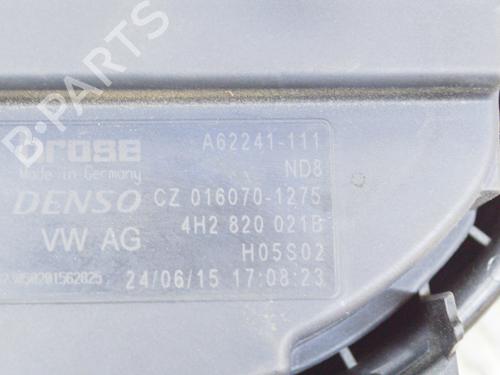 B-PARTS
brose A62241-111
Made in Germany ND8
DENSO CZ 016070-1275
VW AG 4H2 820 021B
H05S02
24/06/15 17:08:23